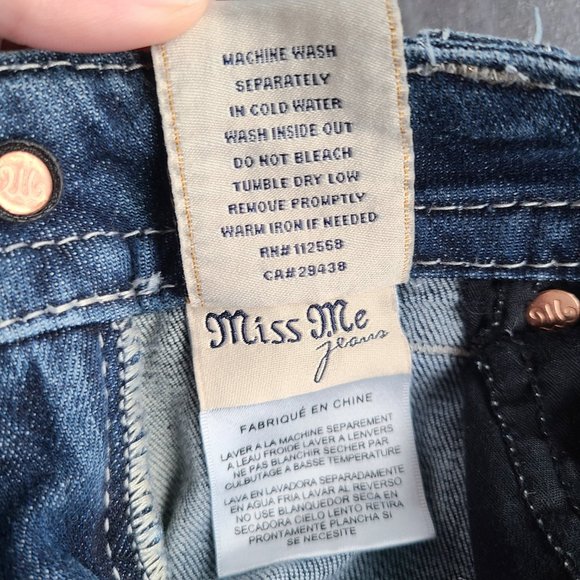 MACHINE WASH
SEPARATELY
IN COLD WATER
WASH INSIDE OUT
DO NOT BLEACH
TUMBLE DRY LOW
REMOVE PROMPTLY
WARM IRON IF NEEDED
RN# 112568
CA#29438
Miss Me
Jeans
FABRIQUÉ EN CHINE
LAVER A LA MACHINE SEPAREMENT
A LEAU FROIDE LAVER A LENVERS
NE PAS BLANCHIR SECHER PAR
CULBUTAGE A BASSE TEMPERATURE
LAVA EN LAVADORA SEPARADAMENTE
EN AGUA FRIA LAVAR AL REVERSO
NO USE BLANQUEDOR SECA EN
SECADORA CIELO LENTO RETIRA
PRONTAMENTE PLANCHA SI
SE NECESITE